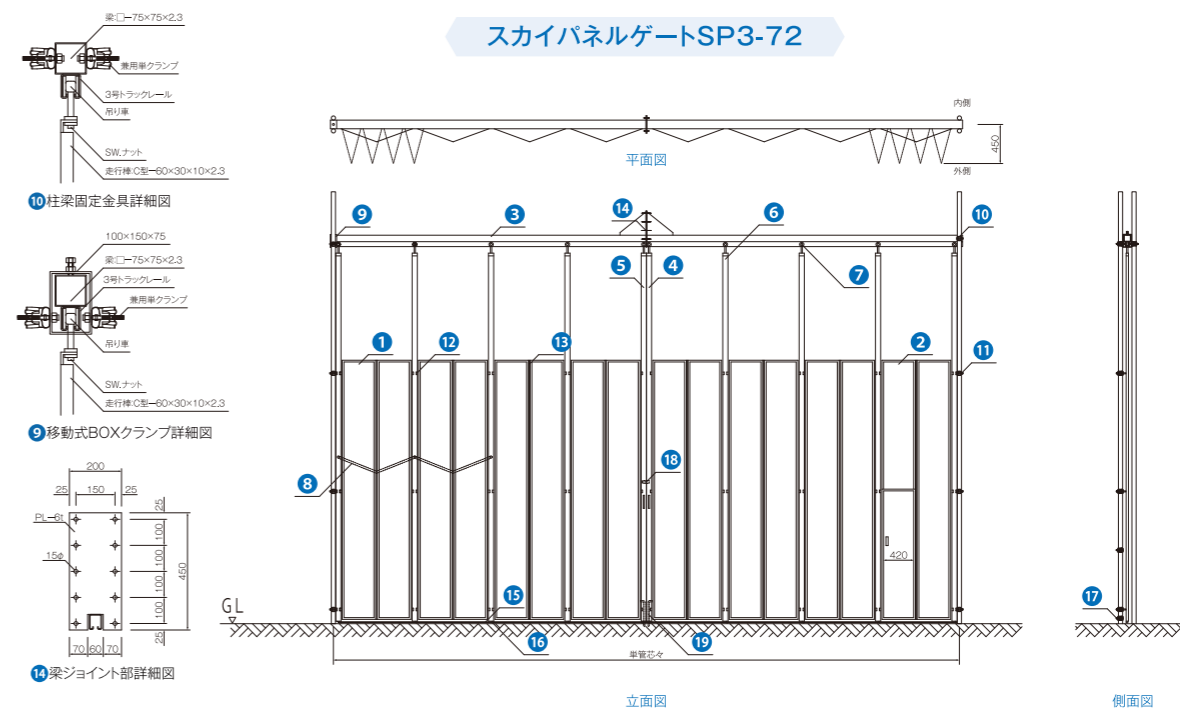 スカイパネルゲートSP3-72
梁:□-75×75×2.3
兼用単クランプ
3号トラックレール
吊り車
SW.ナット
走行棒:C型-60×30×10×2.3
10 柱梁固定金具詳細図
100×150×75
梁:□-75×75×2.3
3号トラックレール
兼用単クランプ
吊り車
SW.ナット
走行棒:C型-60×30×10×2.3
9 移動式BOXクランプ詳細図
200
25 150 25
PL-6t
15φ
25
100
100
100
100
25
450
70 60 70
14 梁ジョイント部詳細図
内側
450
外側
平面図
9
3
14
6
10
5
4
7
1
12
13
2
11
8
18
420
15
16
19
GL
単管芯々
立面図
17
側面図